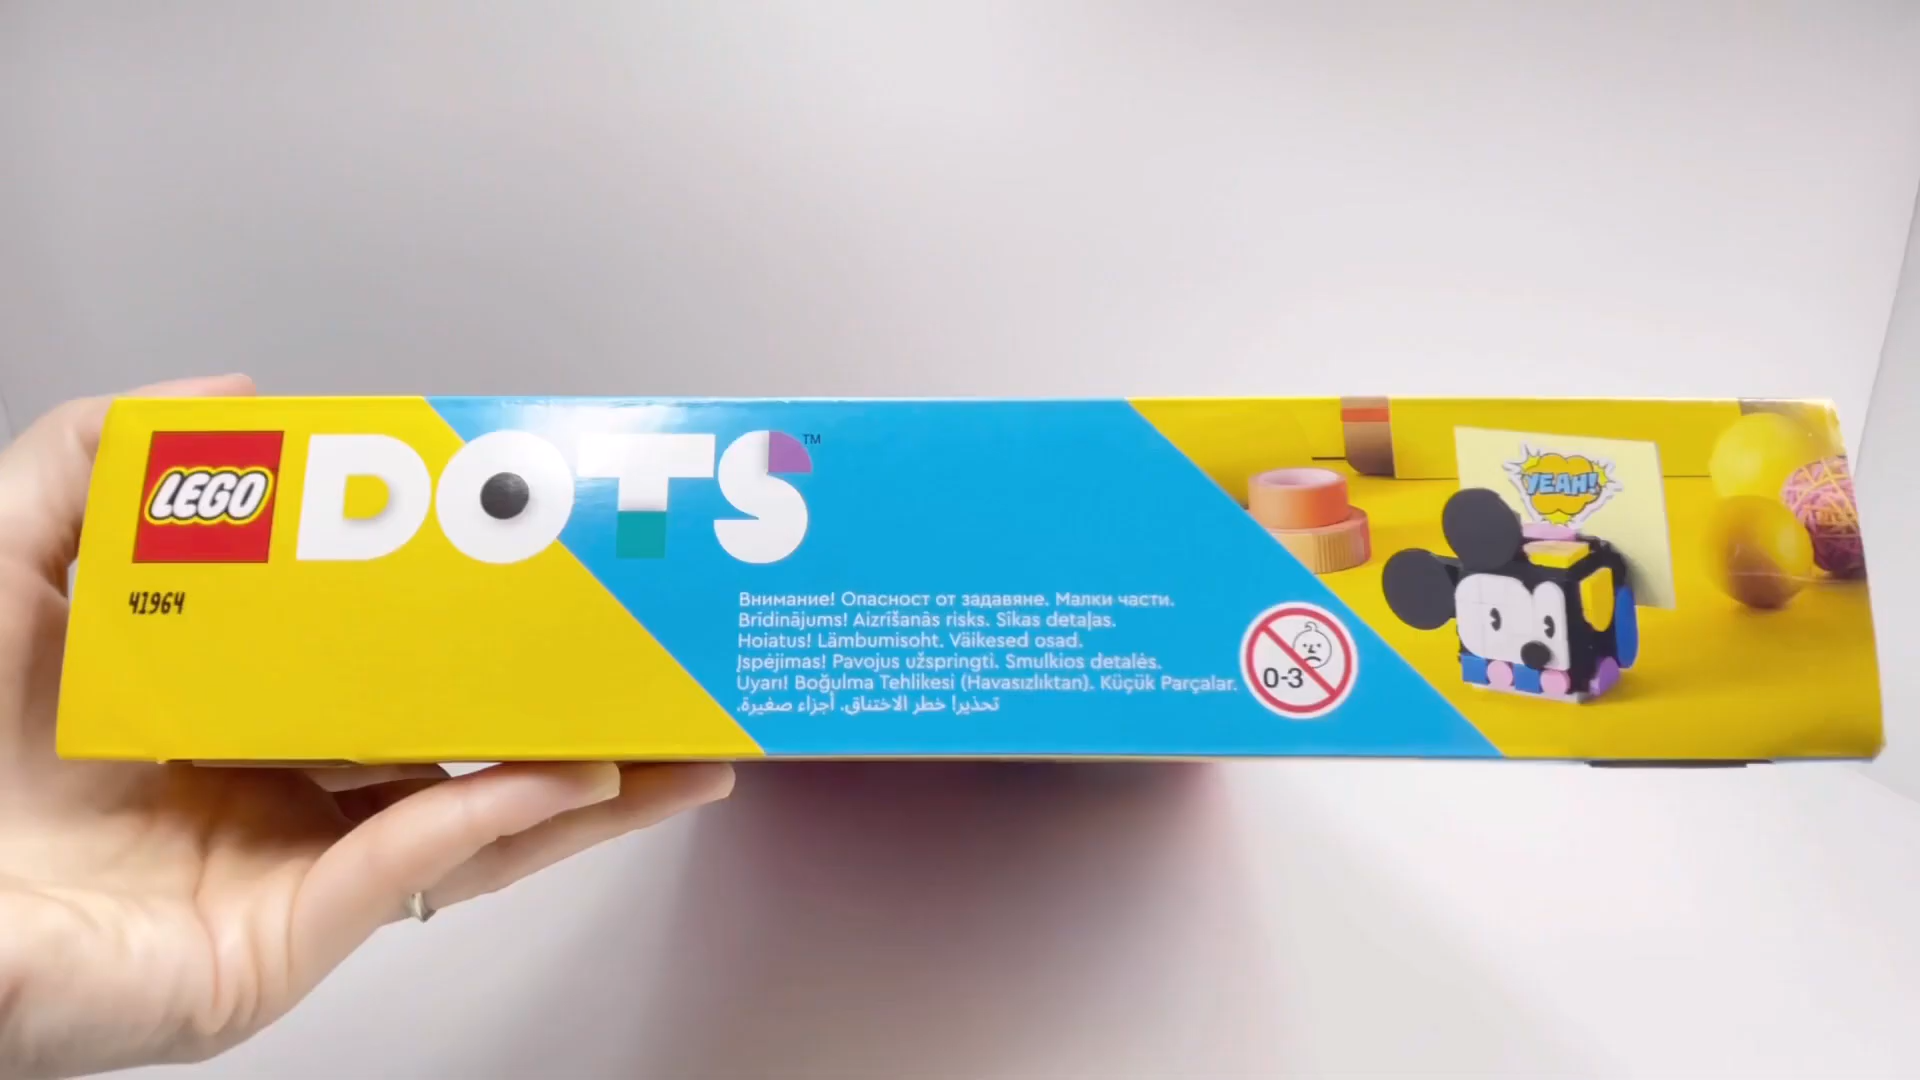 LEGO DOTS™
41964
YEAH!
Внимание! Опасност от задавяне. Малки части.
Brīdinājums! Aizrīšanās risks. Sīkas detaļas.
Hoiatus! Lämbumisoht. Väikesed osad.
Įspėjimas! Pavojus užspringti. Smulkios detalės.
Uyarı! Boğulma Tehlikesi (Havasızlıktan). Küçük Parçalar.
تحذير! خطر الاختناق. أجزاء صغيرة.
0-3